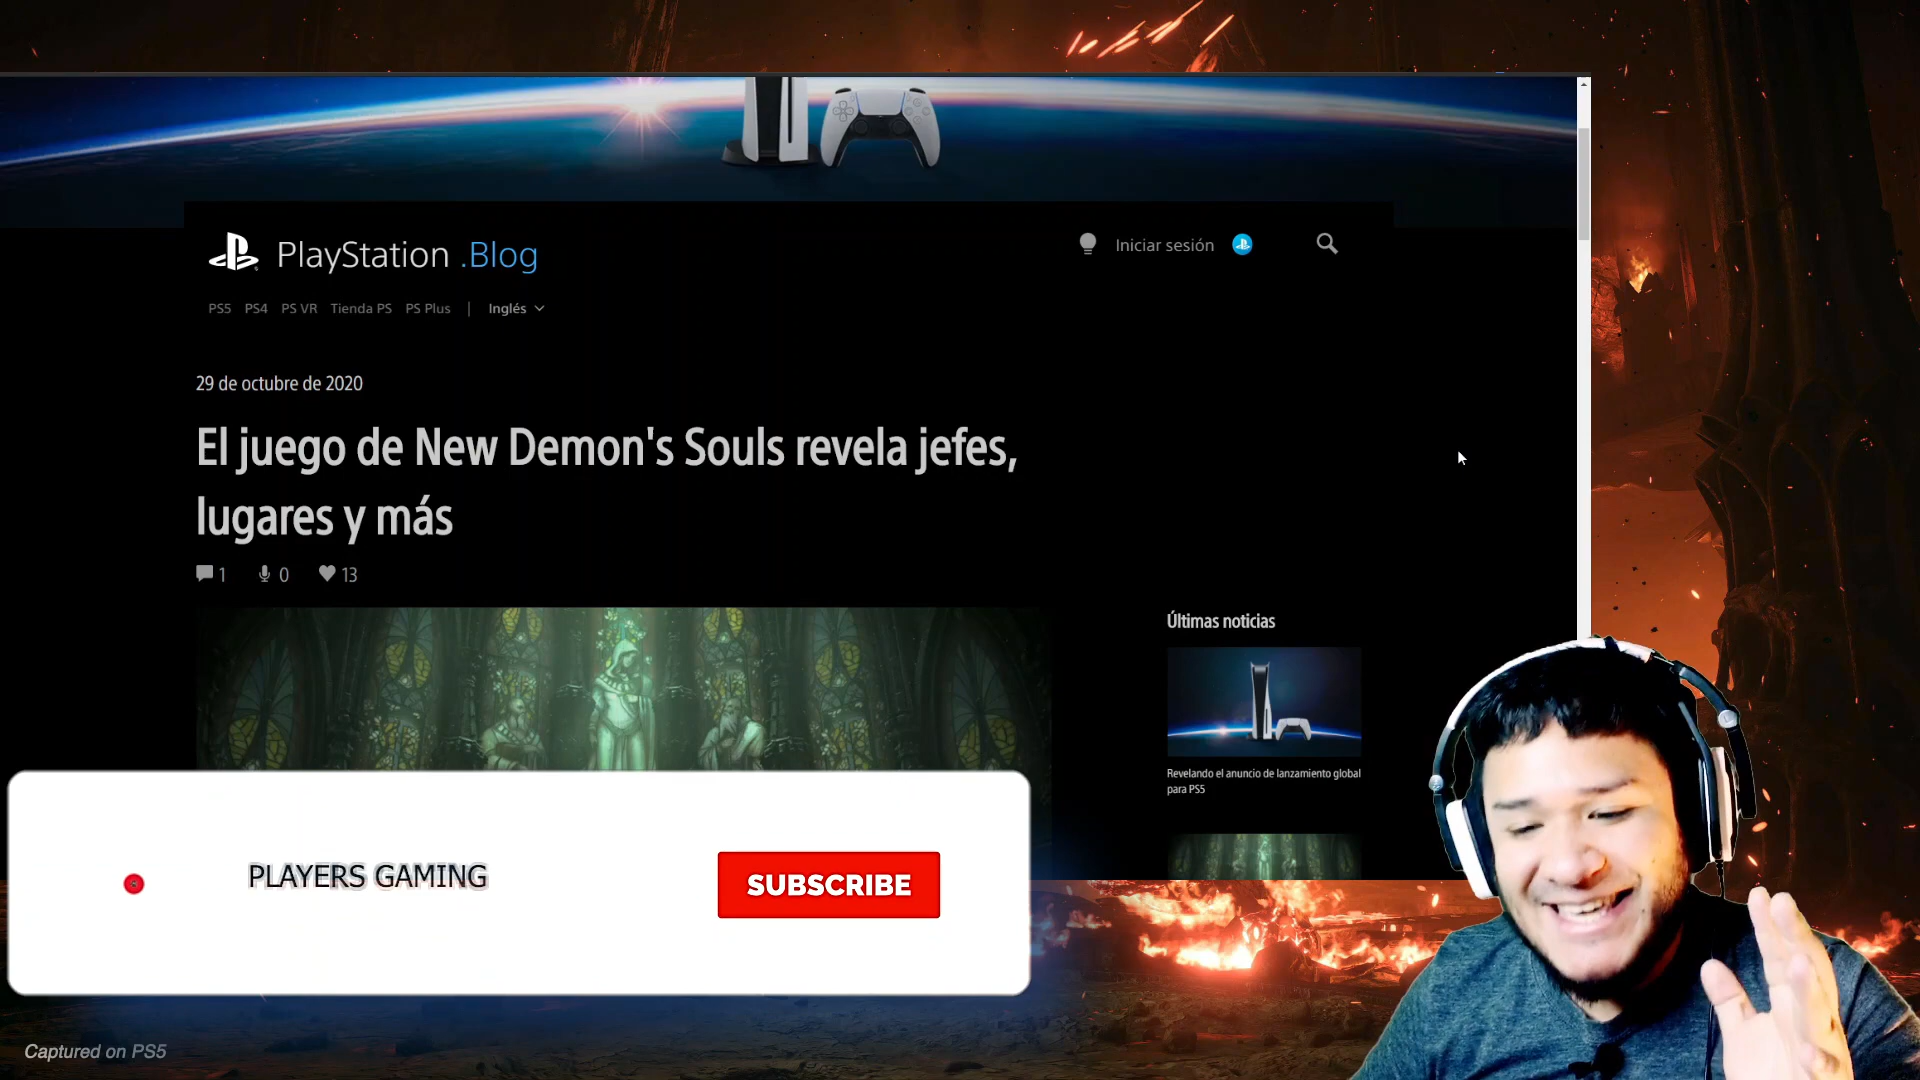 PlayStation .Blog
Iniciar sesión
PS5 PS4 PS VR Tienda PS PS Plus | Inglés
29 de octubre de 2020
El juego de New Demon's Souls revela jefes,
lugares y más
1 0 13
Últimas noticias
Revelando el anuncio de lanzamiento global
para PS5
PLAYERS GAMING
SUBSCRIBE
Captured on PS5